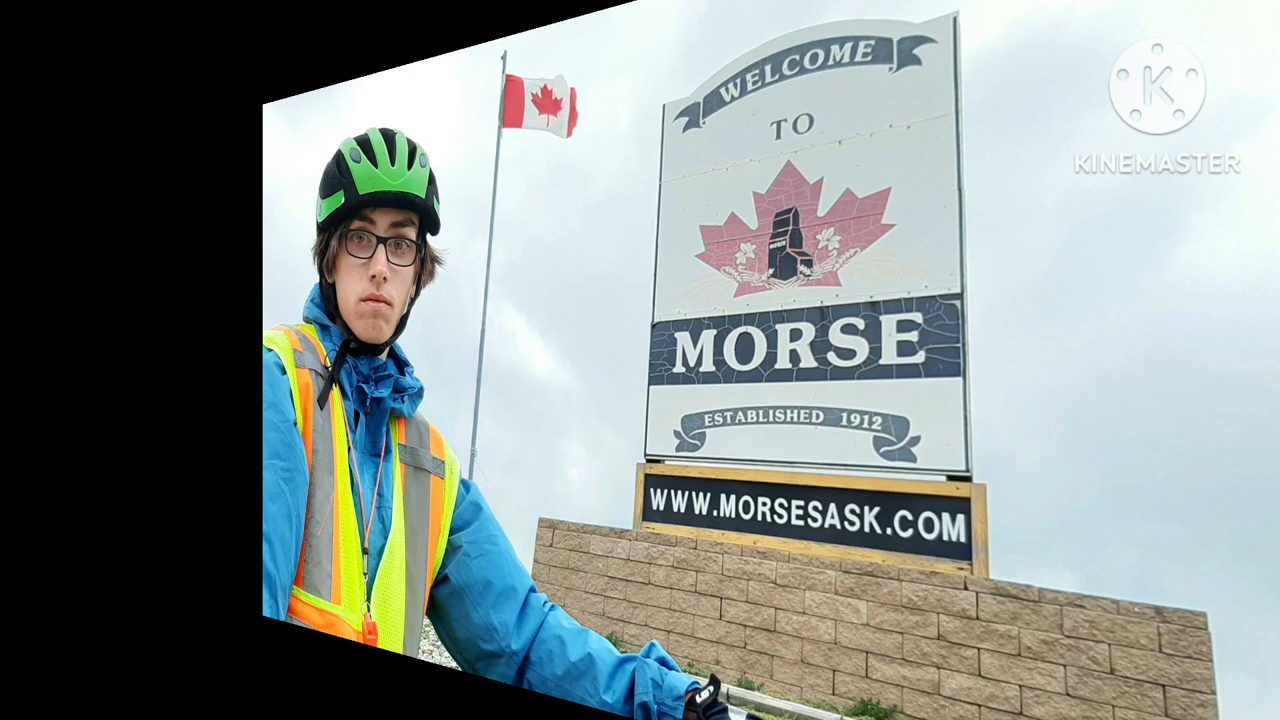 WELCOME
TO
MORSE
ESTABLISHED 1912
WWW.MORSESASK.COM
K
KINEMASTER